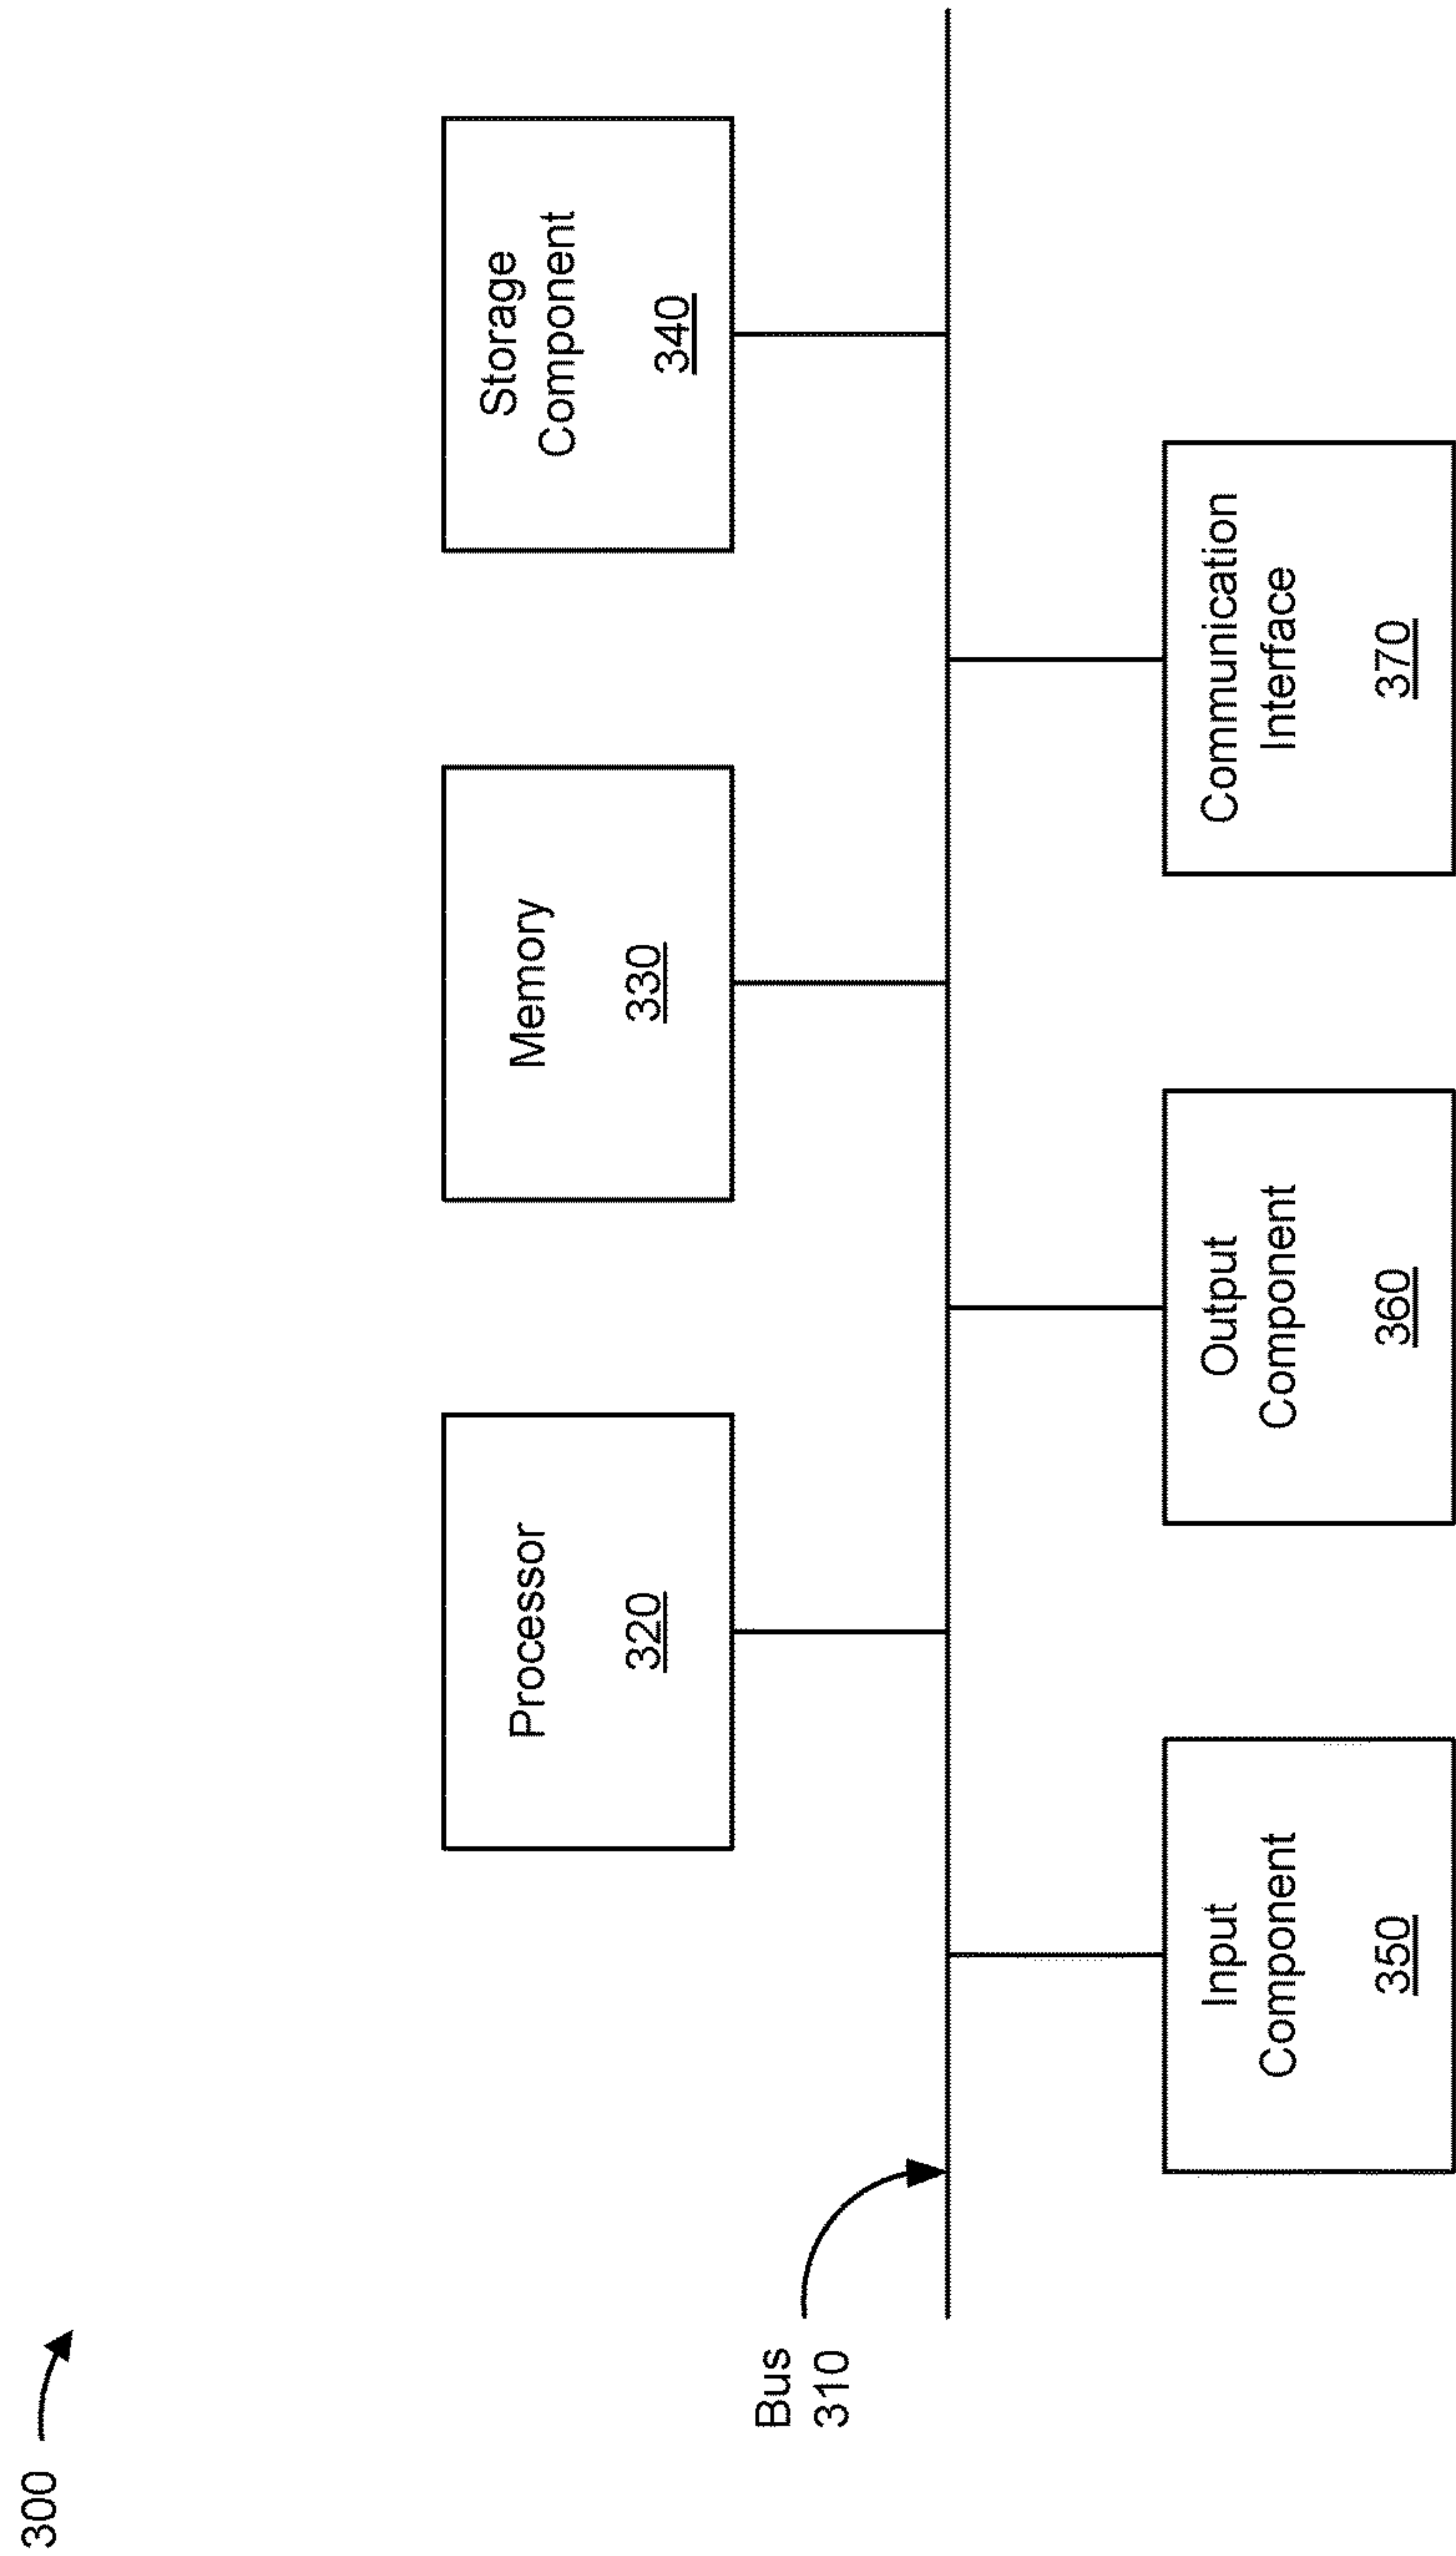 300
Processor
320
Memory
330
Storage
Component
340
Bus
310
Input
Component
350
Output
Component
360
Communication
Interface
370